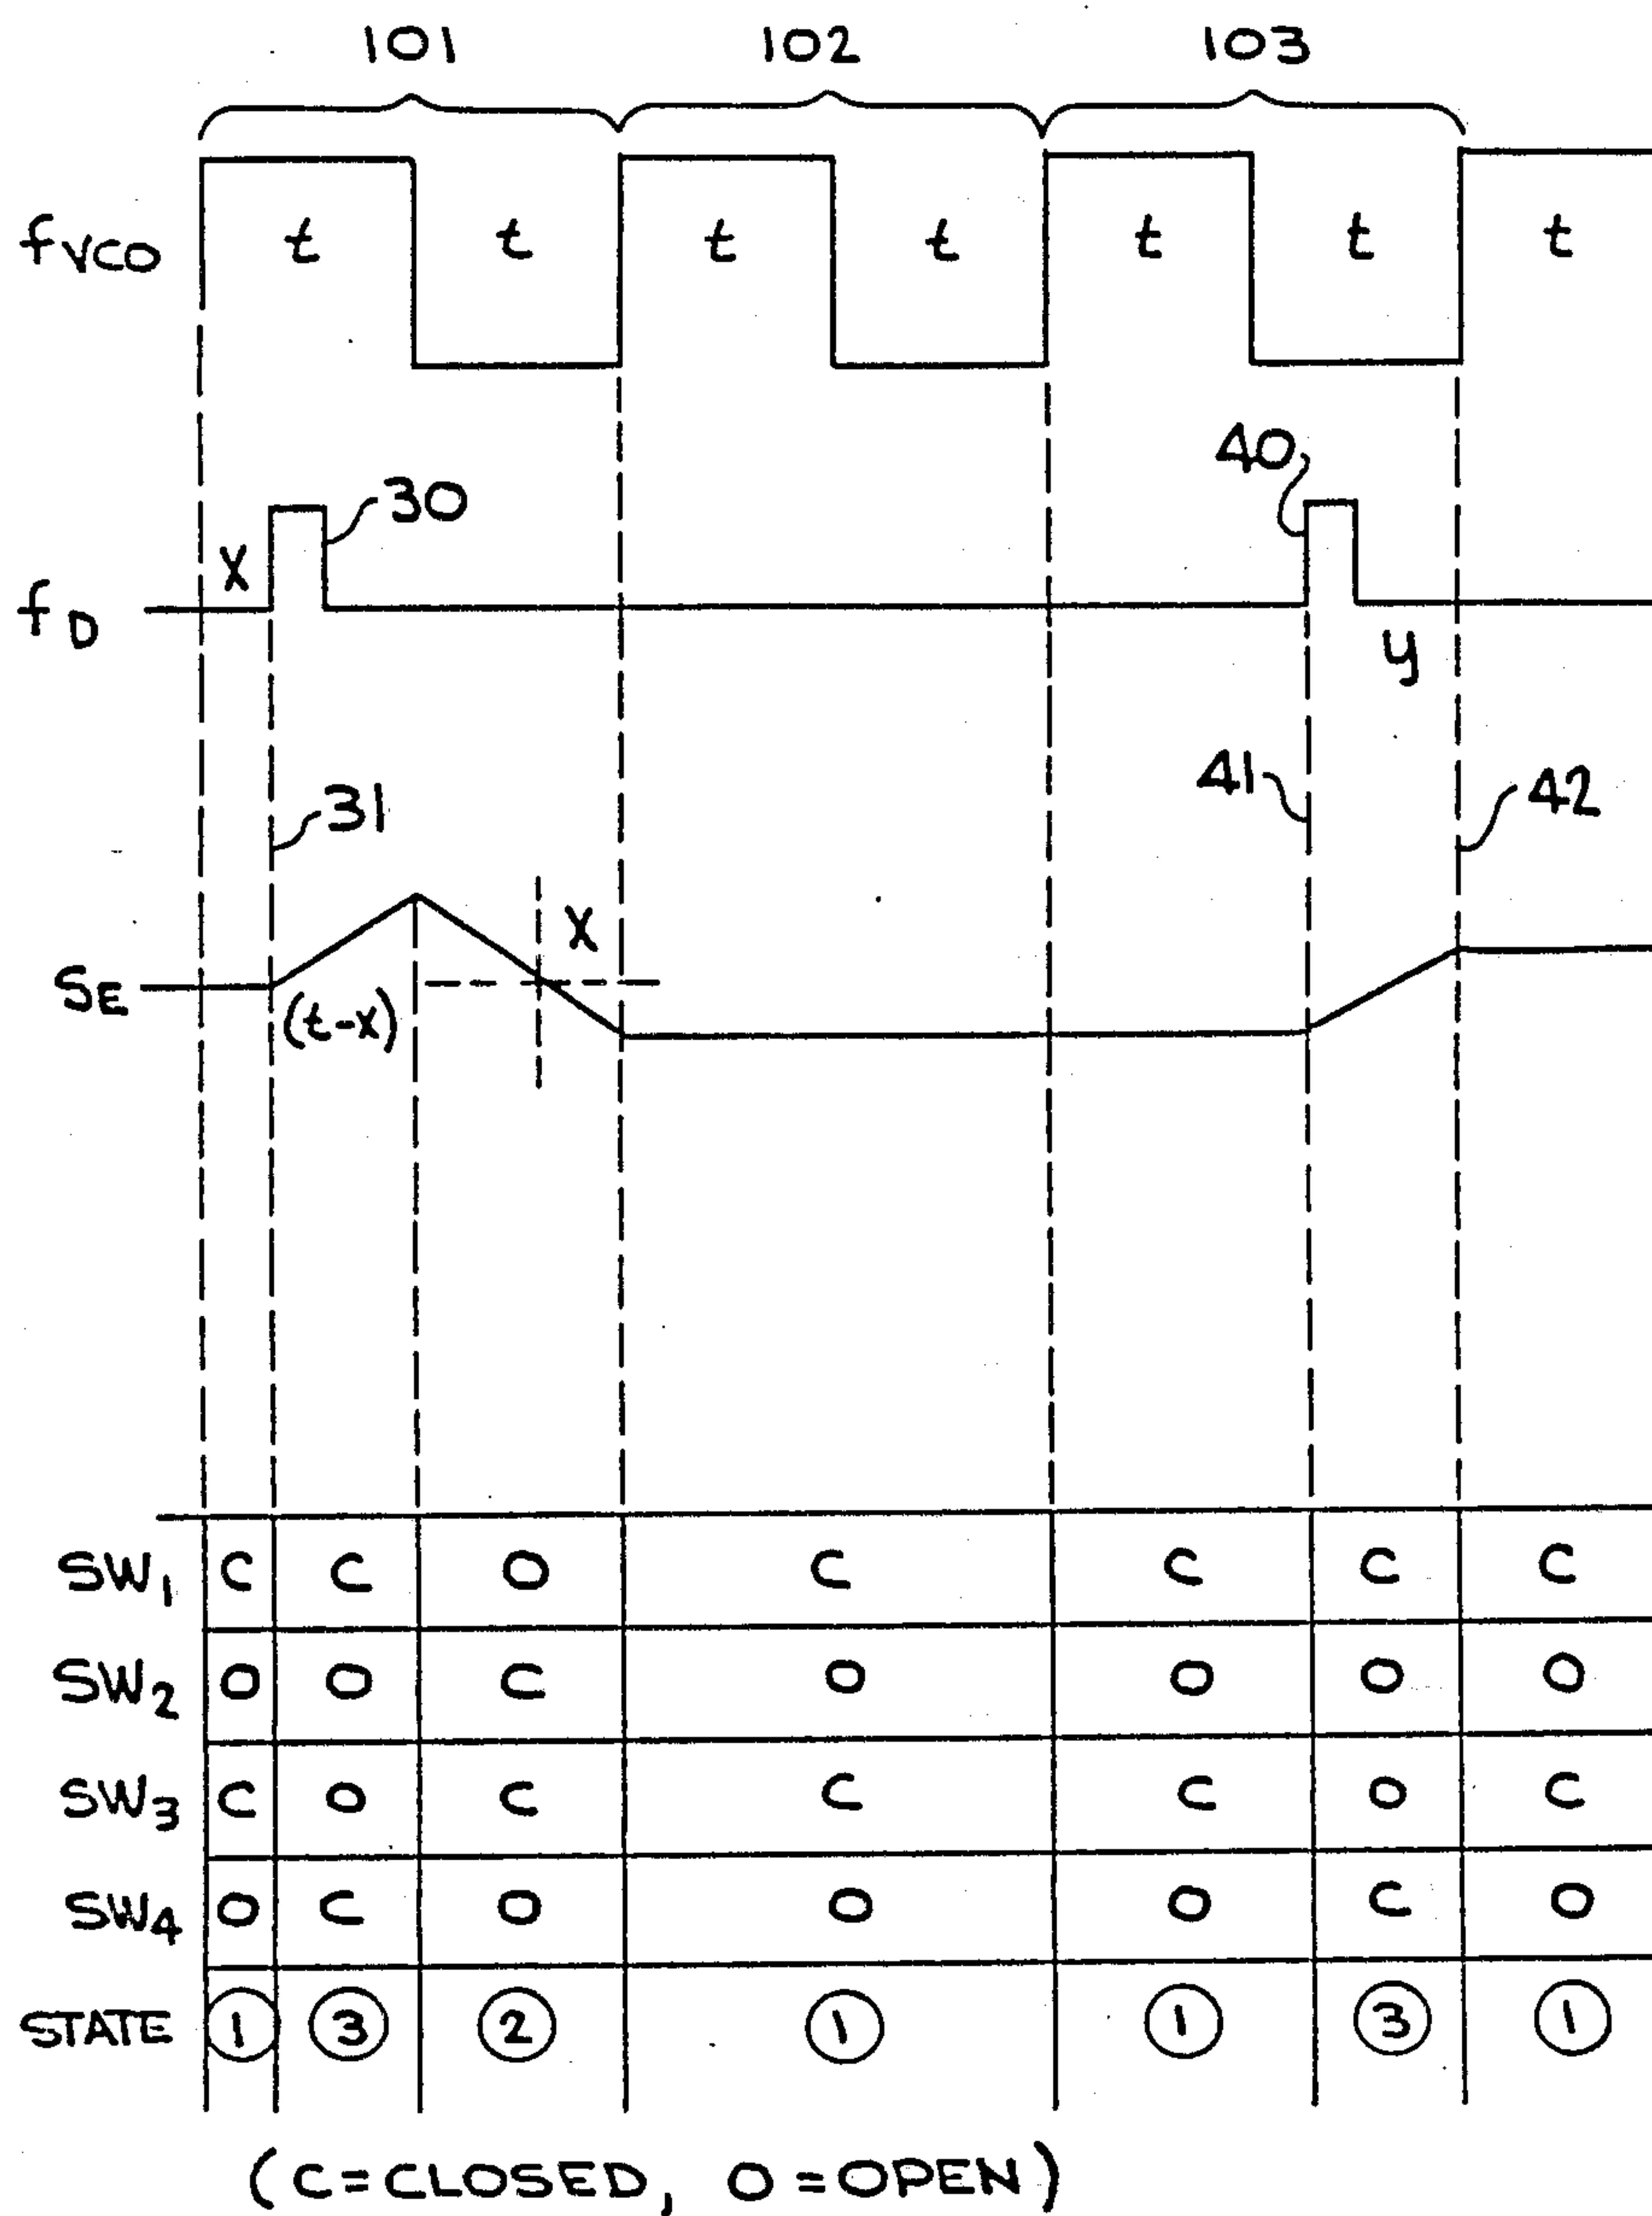 101 102 103
fVCO t t t t t t t
30 40
X
fD
y
31 41 42
X
SE
(t-x)
SW1 C C O C C C C
SW2 O O C O O O O
SW3 C O C C C O C
SW4 O C O O O C O
STATE 1 3 2 1 1 3 1
(C=CLOSED, O=OPEN)